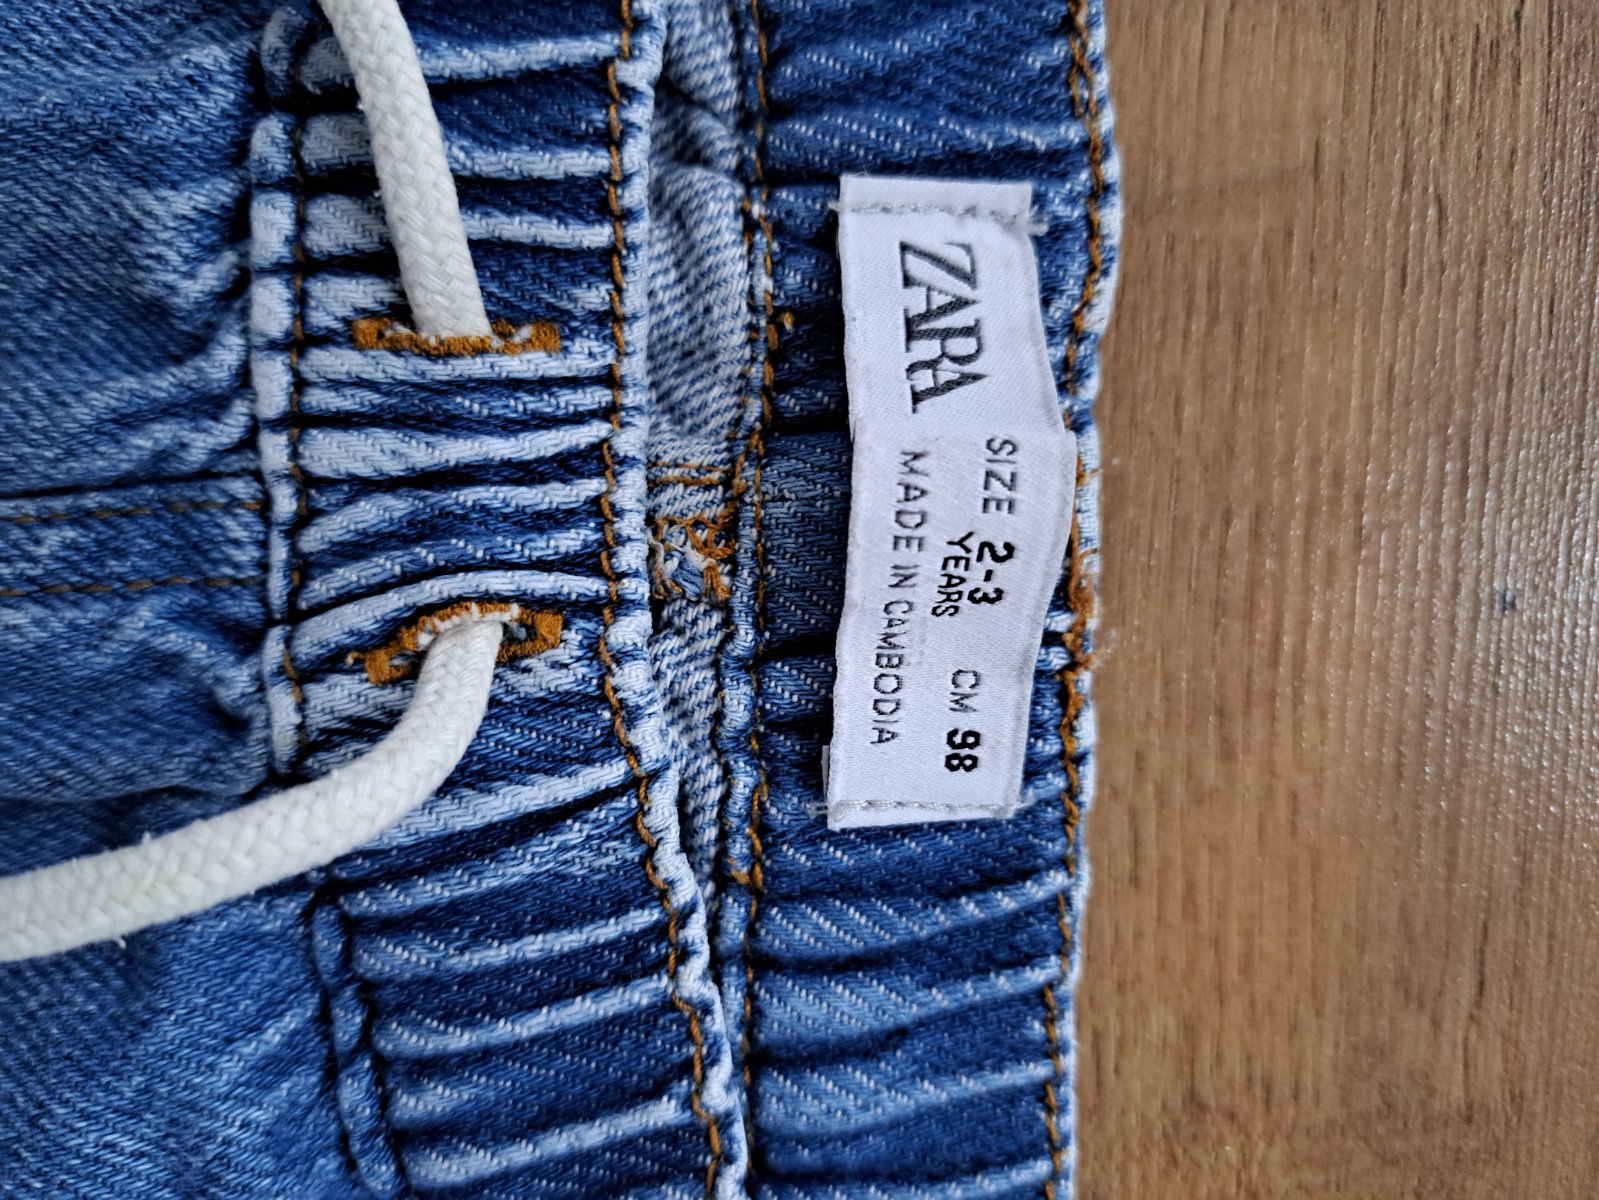 ZARA
SIZE 2-3 CM 98
YEARS
MADE IN CAMBODIA